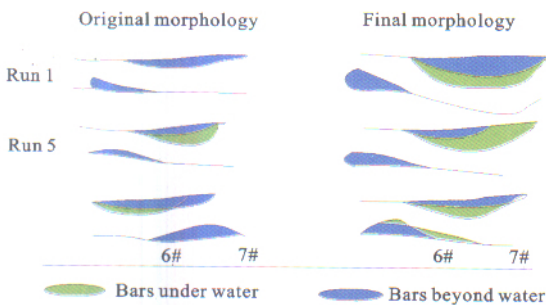 Original morphology Final morphology
Run 1
Run 5
6# 7# 6# 7#
Bars under water Bars beyond water